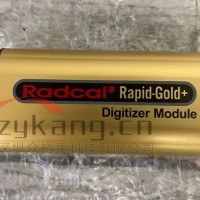 Radcal® Rapid-Gold+
Digitizer Module
zykang.cn